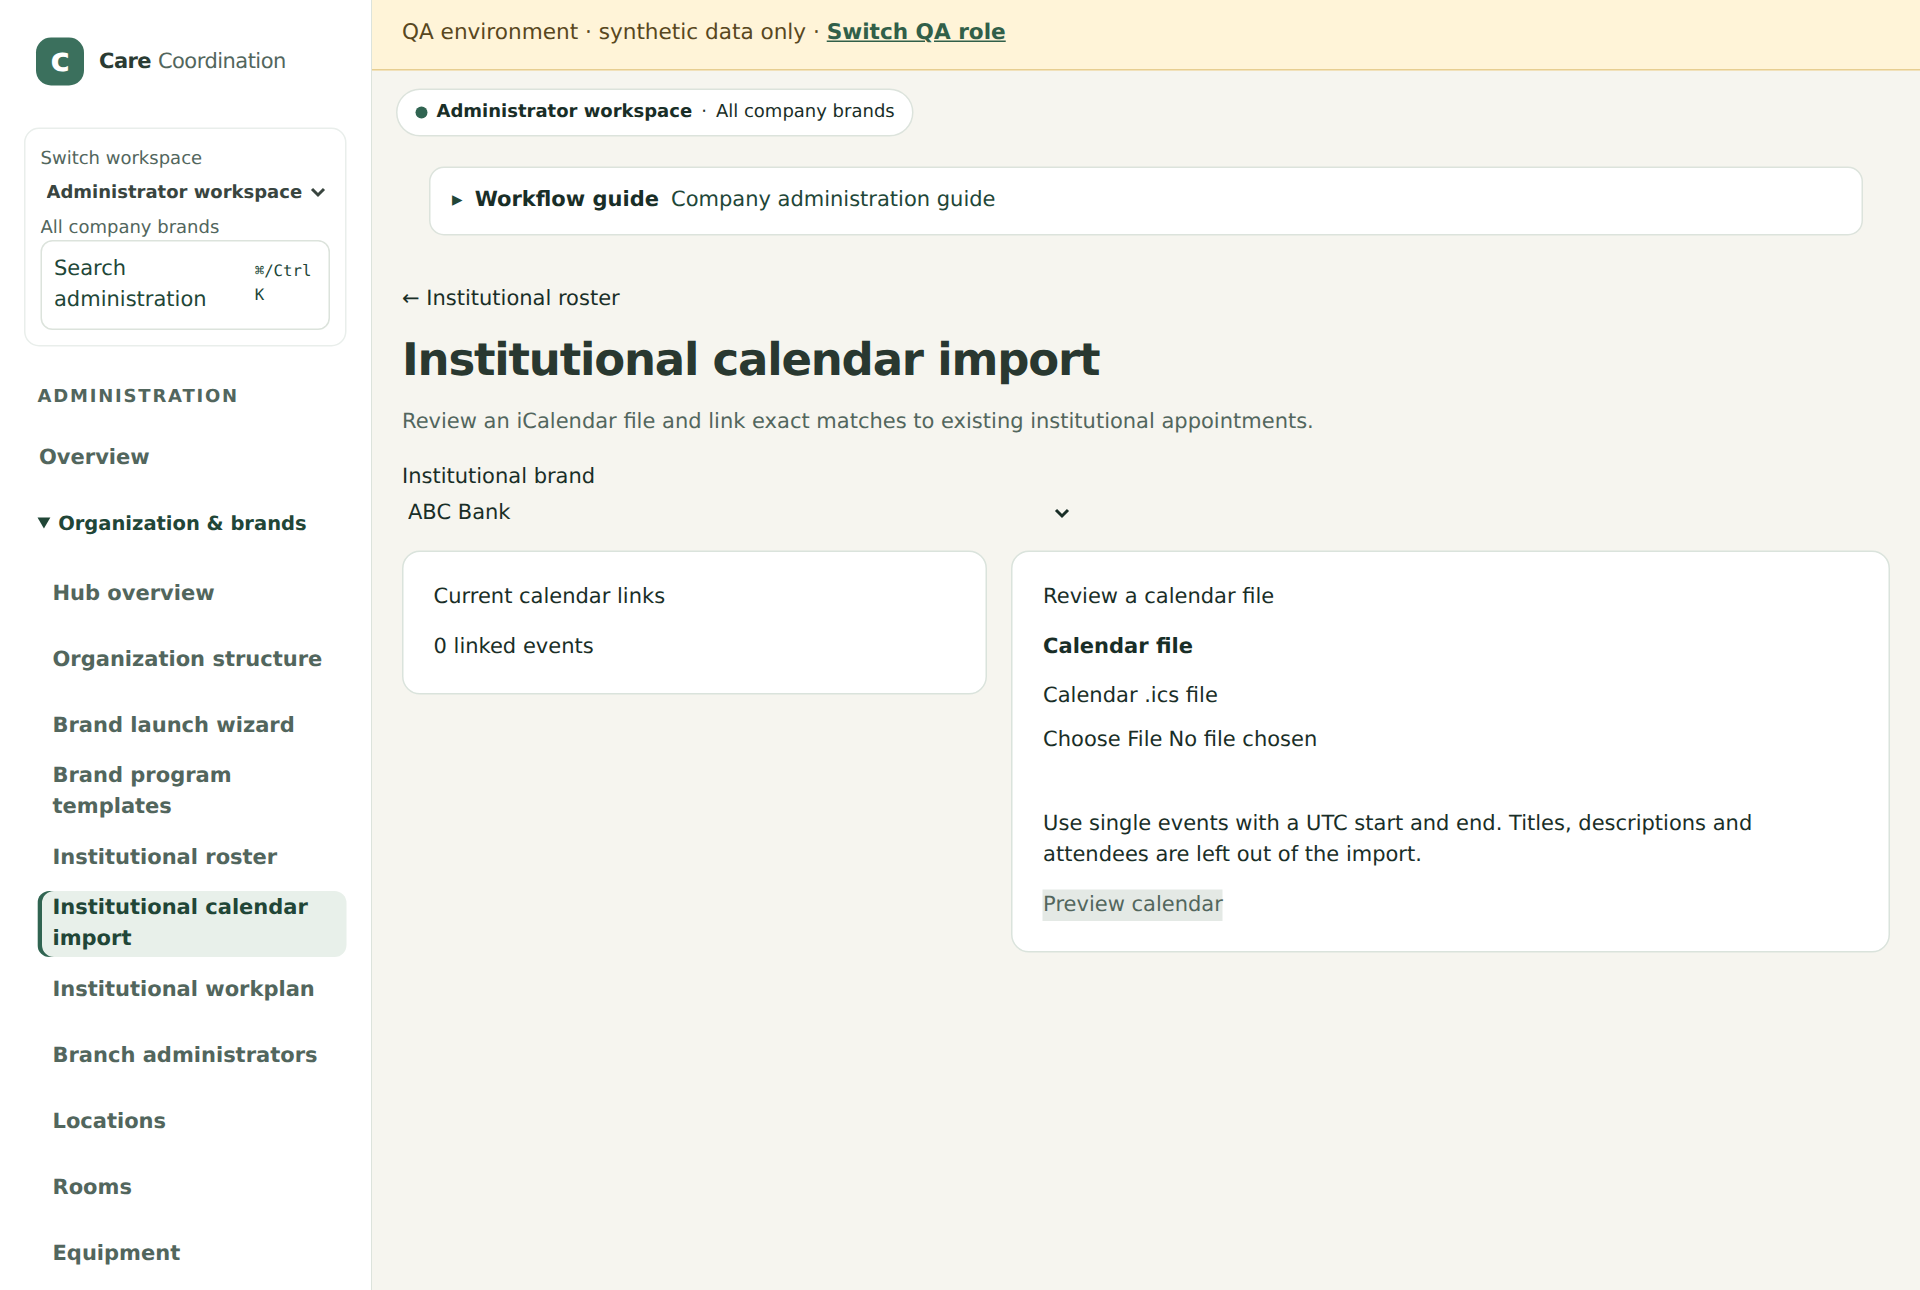 c Care Coordination
Switch workspace
Administrator workspace
All company brands
Search administration
⌘/Ctrl K
ADMINISTRATION
Overview
▼ Organization & brands
Hub overview
Organization structure
Brand launch wizard
Brand program
templates
Institutional roster
Institutional calendar
import
Institutional workplan
Branch administrators
Locations
Rooms
Equipment
QA environment · synthetic data only · Switch QA role
Administrator workspace · All company brands
▸ Workflow guide Company administration guide
← Institutional roster
Institutional calendar import
Review an iCalendar file and link exact matches to existing institutional appointments.
Institutional brand
ABC Bank
Current calendar links
0 linked events
Review a calendar file
Calendar file
Calendar .ics file
Choose File No file chosen
Use single events with a UTC start and end. Titles, descriptions and
attendees are left out of the import.
Preview calendar